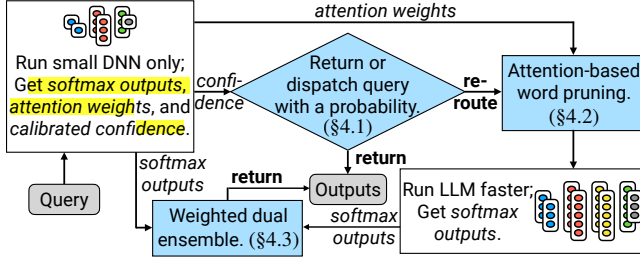 attention weights
Run small DNN only;
Get softmax outputs,
attention weights, and
calibrated confidence.
confi-
dence
Return or
dispatch query
with a probability.
(§4.1)
re-
route
Attention-based
word pruning.
(§4.2)
softmax
outputs
return
return
Query
Outputs
Weighted dual
ensemble. (§4.3)
softmax
outputs
Run LLM faster;
Get softmax
outputs.